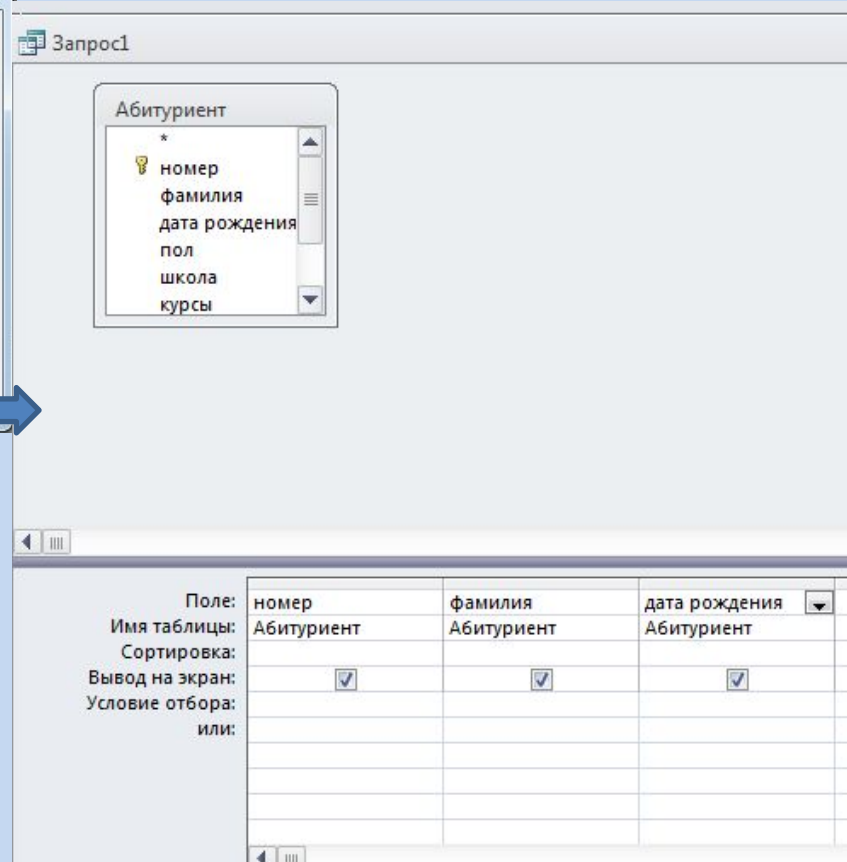 Запрос1
Абитуриент
*
номер
фамилия
дата рождения
пол
школа
курсы
Поле: номер фамилия дата рождения
Имя таблицы: Абитуриент Абитуриент Абитуриент
Сортировка:
Вывод на экран:
Условие отбора:
или: